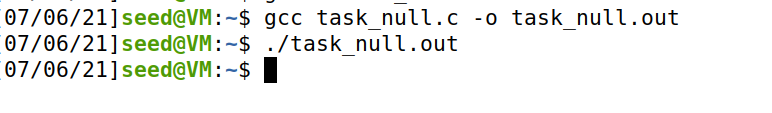 [07/06/21]seed@VM:~$ gcc task_null.c -o task_null.out
[07/06/21]seed@VM:~$ ./task_null.out
[07/06/21]seed@VM:~$